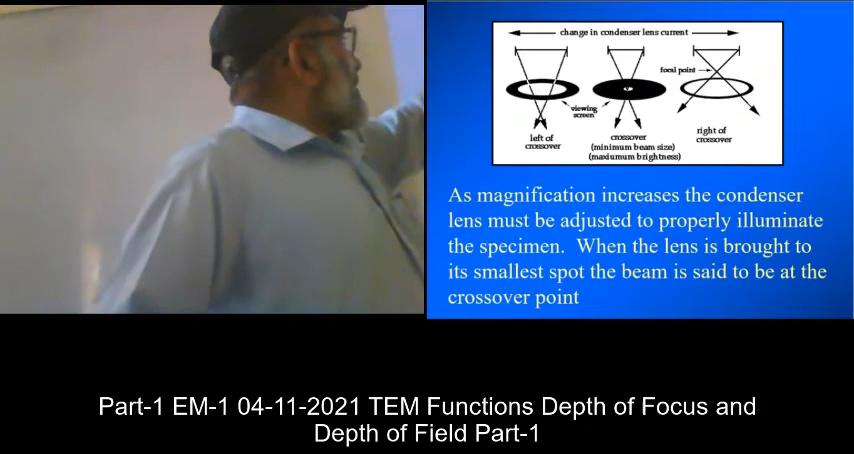 change in condenser lens current
focal point
viewing
screen
left of
crossover
crossover
(minimum beam size)
(maxiumum brightness)
right of
crossover
As magnification increases the condenser
lens must be adjusted to properly illuminate
the specimen. When the lens is brought to
its smallest spot the beam is said to be at the
crossover point
Part-1 EM-1 04-11-2021 TEM Functions Depth of Focus and
Depth of Field Part-1